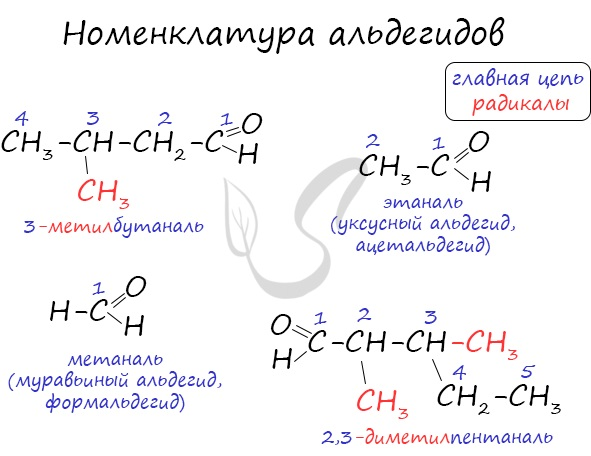 Номенклатура альдегидов
главная цепь
радикалы
4 3 2 1
CH3-CH-CH2-C=O
H
CH3
3-метилбутаналь
2 1
CH3-C=O
H
этаналь
(уксусный альдегид,
ацетальдегид)
1
H-C=O
H
метаналь
(муравьиный альдегид,
формальдегид)
1 2 3
O=C-CH-CH-CH3
H
4 5
CH3 CH2-CH3
2,3-диметилпентаналь